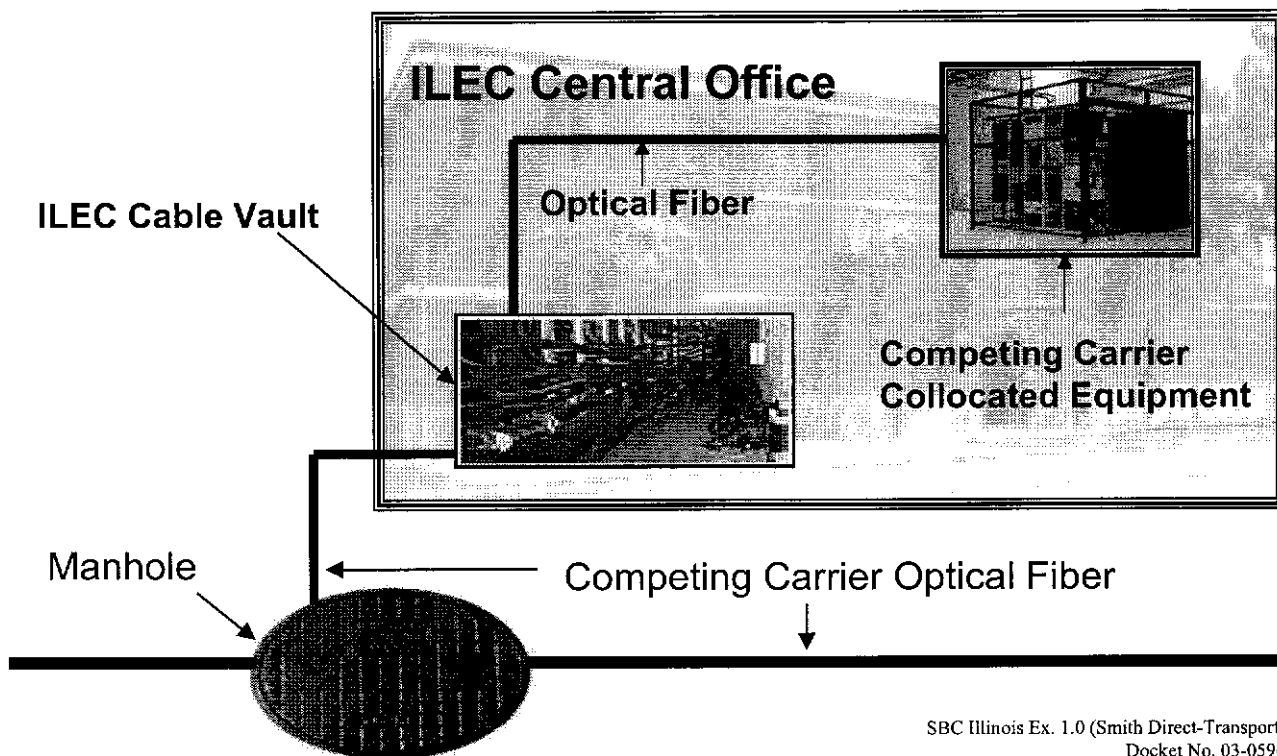 ILEC Central Office
Optical Fiber
ILEC Cable Vault
Competing Carrier
Collocated Equipment
Manhole
Competing Carrier Optical Fiber
SBC Illinois Ex. 1.0 (Smith Direct-Transport
Docket No. 03-059